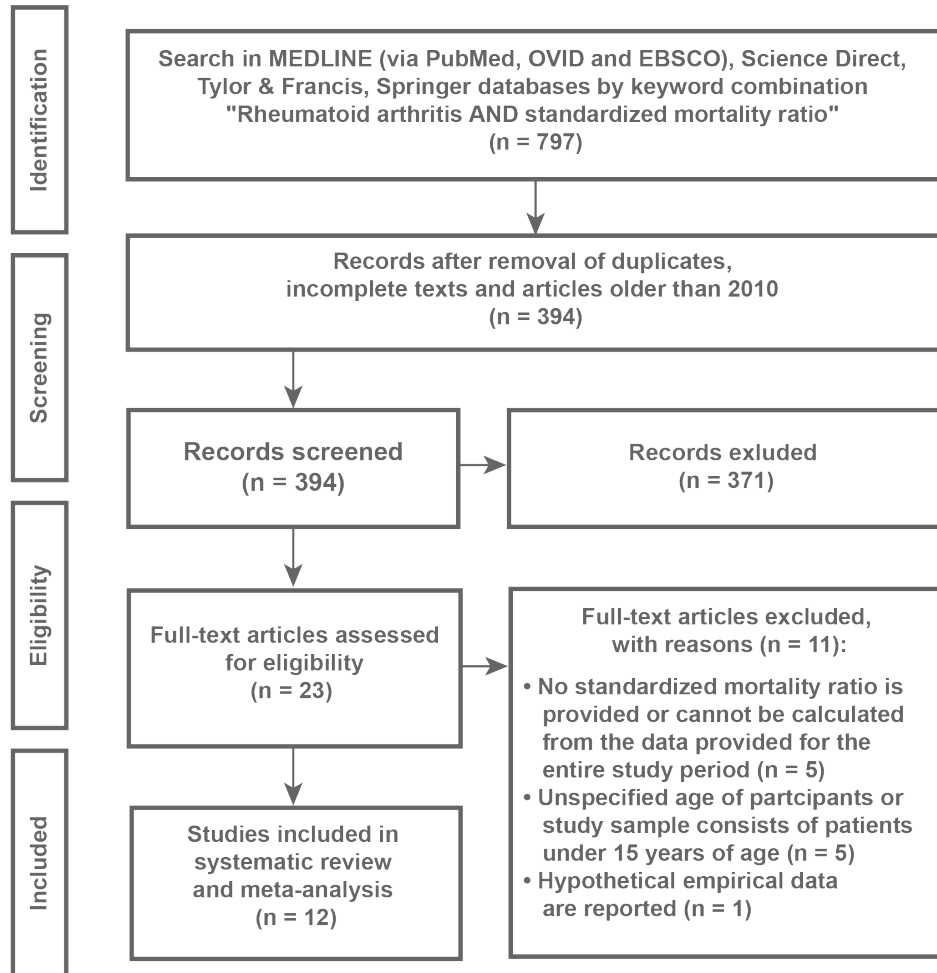 Identification
Search in MEDLINE (via PubMed, OVID and EBSCO), Science Direct,
Tylor & Francis, Springer databases by keyword combination
"Rheumatoid arthritis AND standardized mortality ratio"
(n = 797)
Screening
Records after removal of duplicates,
incomplete texts and articles older than 2010
(n = 394)
Records screened
(n = 394)
Records exluded
(n = 371)
Eligibility
Full-text articles assessed
for eligibility
(n = 23)
Full-text articles excluded,
with reasons (n = 11):
• No standardized mortality ratio is
provided or cannot be calculated
from the data provided for the
entire study period (n = 5)
• Unspecified age of partcipants or
study sample consists of patients
under 15 years of age (n = 5)
• Hypothetical empirical data
are reported (n = 1)
Included
Studies included in
systematic review
and meta-analysis
(n = 12)